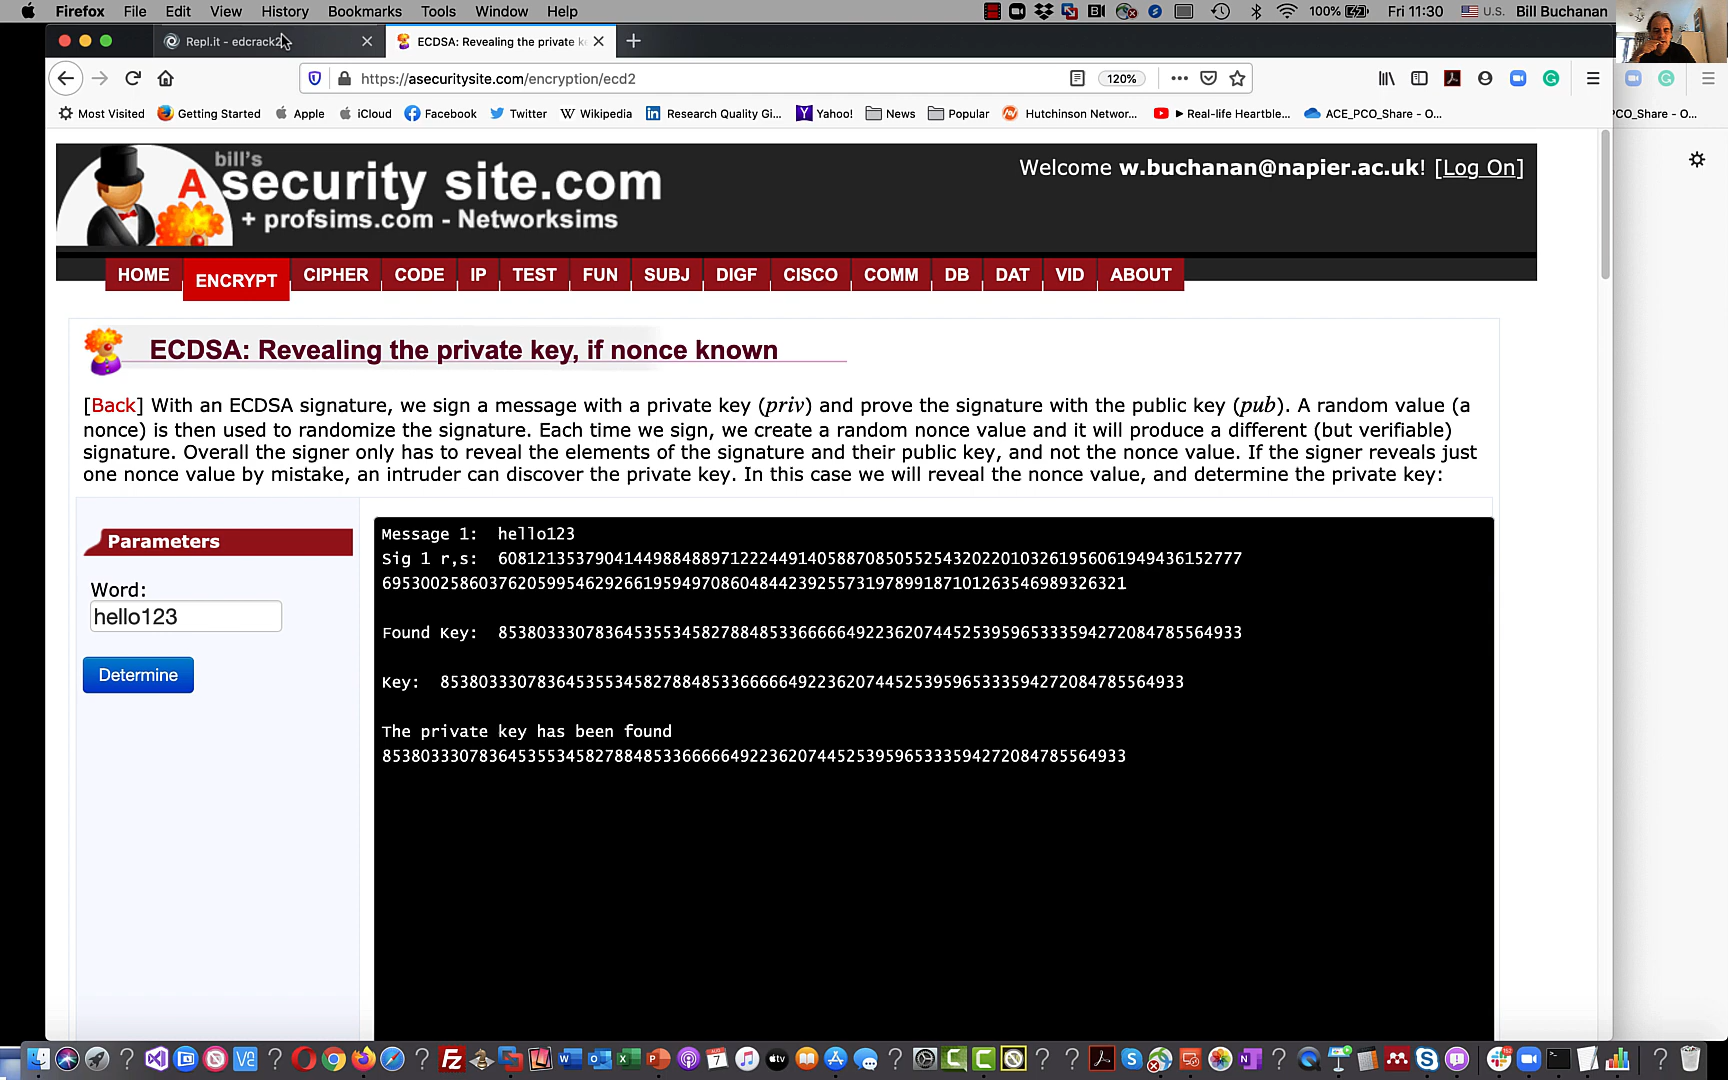 Firefox File Edit View History Bookmarks Tools Window Help 100% Fri 11:30 U.S. Bill Buchanan
Repl.it - edcrack2 ECDSA: Revealing the private ke
https://asecuritysite.com/encryption/ecd2 120%
Most Visited Getting Started Apple iCloud Facebook Twitter Wikipedia Research Quality Gi... Yahoo! News Popular Hutchinson Networ... Real-life Heartble... ACE_PCO_Share - O... PCO_Share - O...
bill's
A security site.com
+ profsims.com - Networksims
Welcome w.buchanan@napier.ac.uk! [Log On]
HOME ENCRYPT CIPHER CODE IP TEST FUN SUBJ DIGF CISCO COMM DB DAT VID ABOUT
ECDSA: Revealing the private key, if nonce known
[Back] With an ECDSA signature, we sign a message with a private key (priv) and prove the signature with the public key (pub). A random value (a
nonce) is then used to randomize the signature. Each time we sign, we create a random nonce value and it will produce a different (but verifiable)
signature. Overall the signer only has to reveal the elements of the signature and their public key, and not the nonce value. If the signer reveals just
one nonce value by mistake, an intruder can discover the private key. In this case we will reveal the nonce value, and determine the private key:
Parameters
Word:
hello123
Determine
Message 1: hello123
Sig 1 r,s: 60812135379041449884889712224491405887085055254320220103261956061949436152777
69530025860376205995462926619594970860484423925573197899187101263546989326321
Found Key: 85380333078364535534582788485336666649223620744525395965333594272084785564933
Key: 85380333078364535534582788485336666649223620744525395965333594272084785564933
The private key has been found
85380333078364535534582788485336666649223620744525395965333594272084785564933